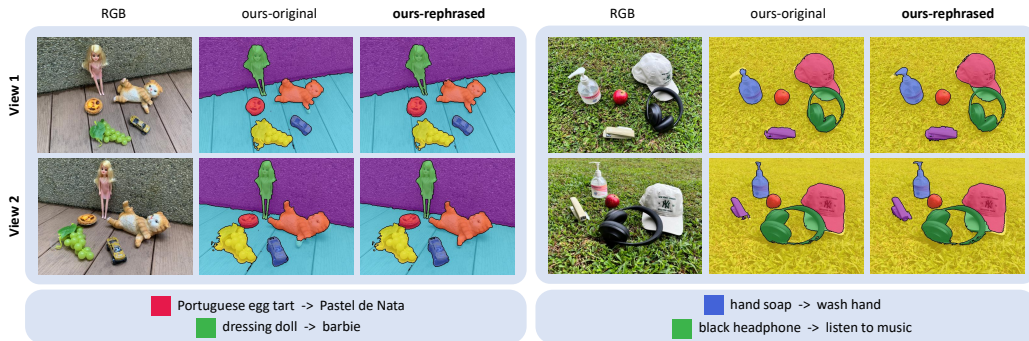 RGB ours-original ours-rephrased RGB ours-original ours-rephrased
View 1
View 2
Portuguese egg tart -> Pastel de Nata
dressing doll -> barbie
hand soap -> wash hand
black headphone -> listen to music